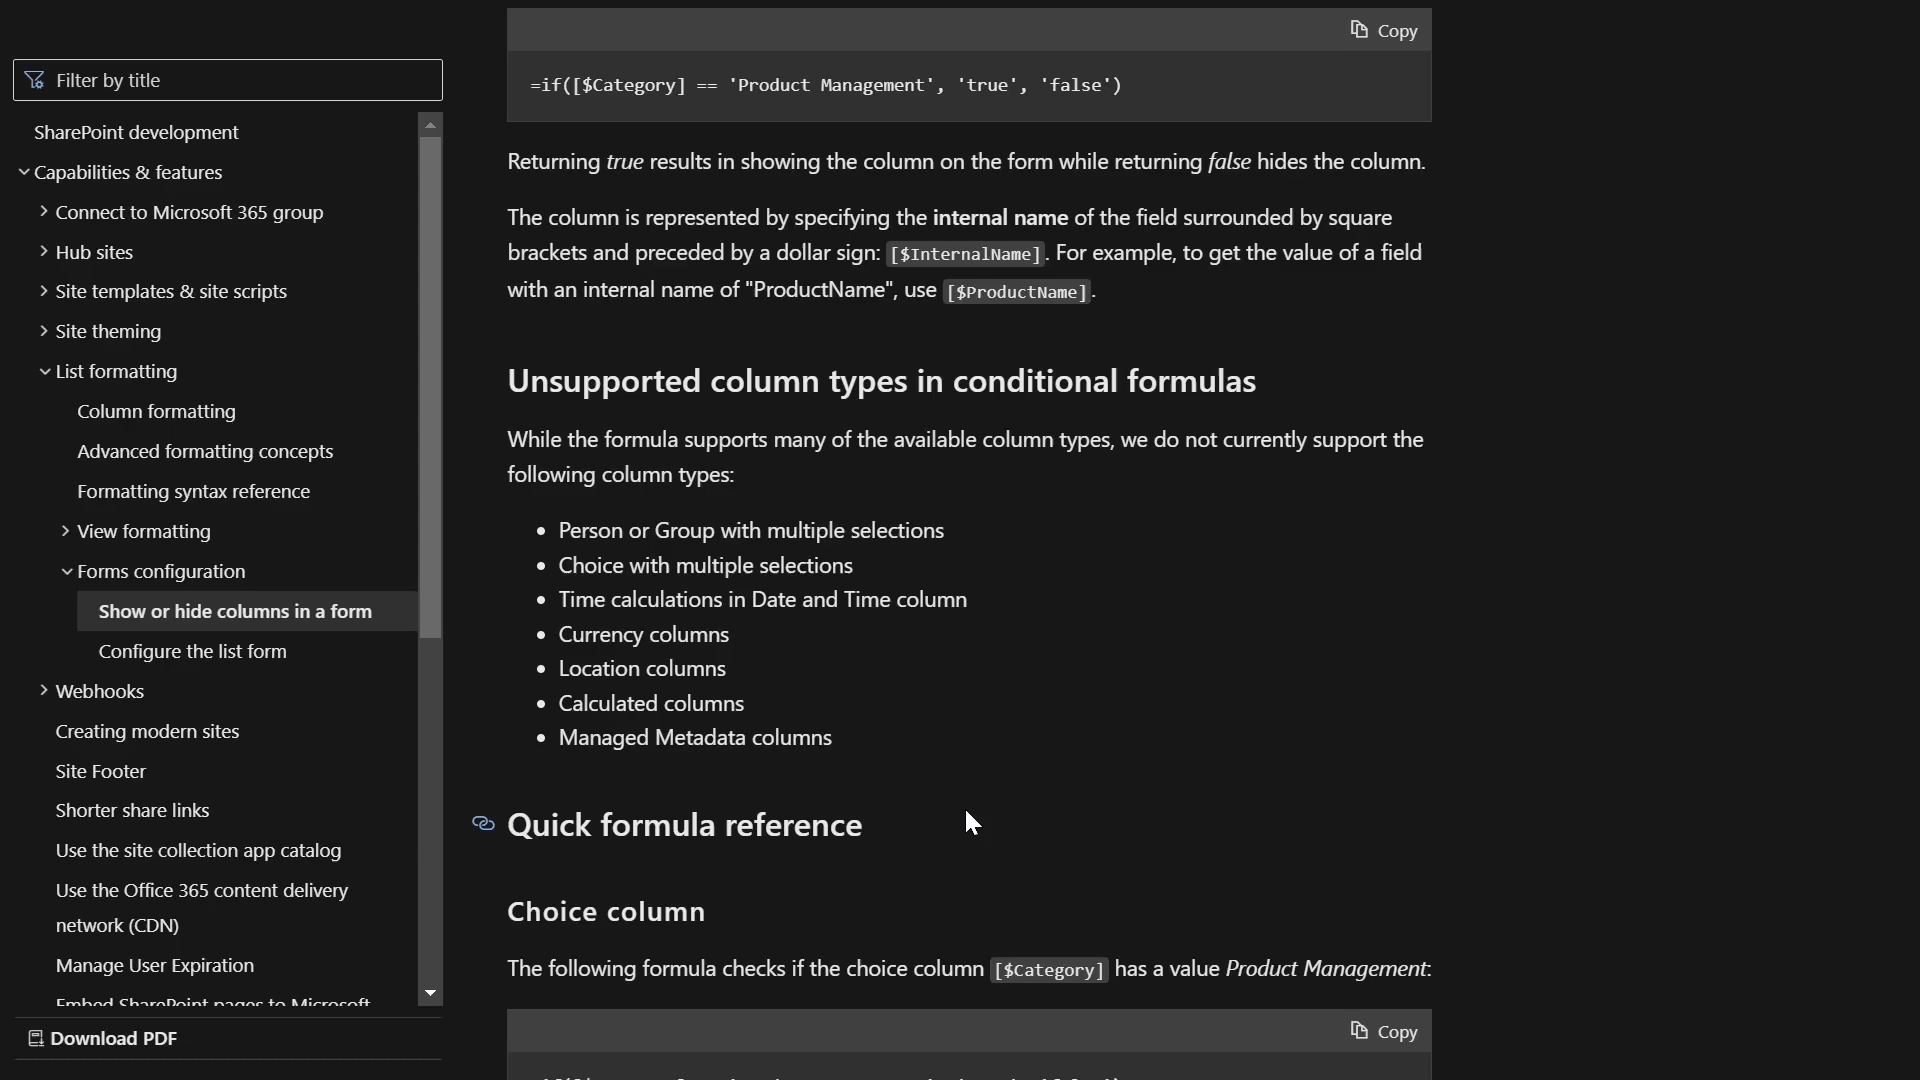 Filter by title
SharePoint development
Capabilities & features
Connect to Microsoft 365 group
Hub sites
Site templates & site scripts
Site theming
List formatting
Column formatting
Advanced formatting concepts
Formatting syntax reference
View formatting
Forms configuration
Show or hide columns in a form
Configure the list form
Webhooks
Creating modern sites
Site Footer
Shorter share links
Use the site collection app catalog
Use the Office 365 content delivery
network (CDN)
Manage User Expiration
Embed SharePoint pages to Microsoft
Download PDF
Copy
=if([$Category] == 'Product Management', 'true', 'false')
Returning true results in showing the column on the form while returning false hides the column.
The column is represented by specifying the internal name of the field surrounded by square
brackets and preceded by a dollar sign: [$InternalName]. For example, to get the value of a field
with an internal name of "ProductName", use [$ProductName].
Unsupported column types in conditional formulas
While the formula supports many of the available column types, we do not currently support the
following column types:
• Person or Group with multiple selections
• Choice with multiple selections
• Time calculations in Date and Time column
• Currency columns
• Location columns
• Calculated columns
• Managed Metadata columns
Quick formula reference
Choice column
The following formula checks if the choice column [$Category] has a value Product Management:
Copy